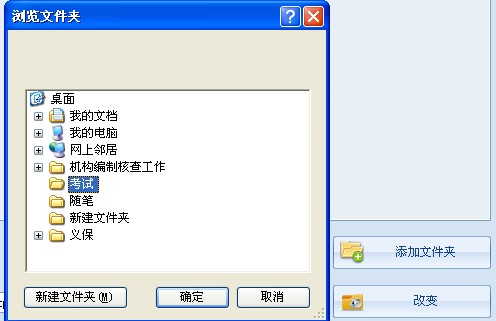 浏览文件夹
桌面
我的文档
我的电脑
网上邻居
机构编制核查工作
考试
随笔
新建文件夹
义保
添加文件夹
新建文件夹(M) 确定 取消
改变